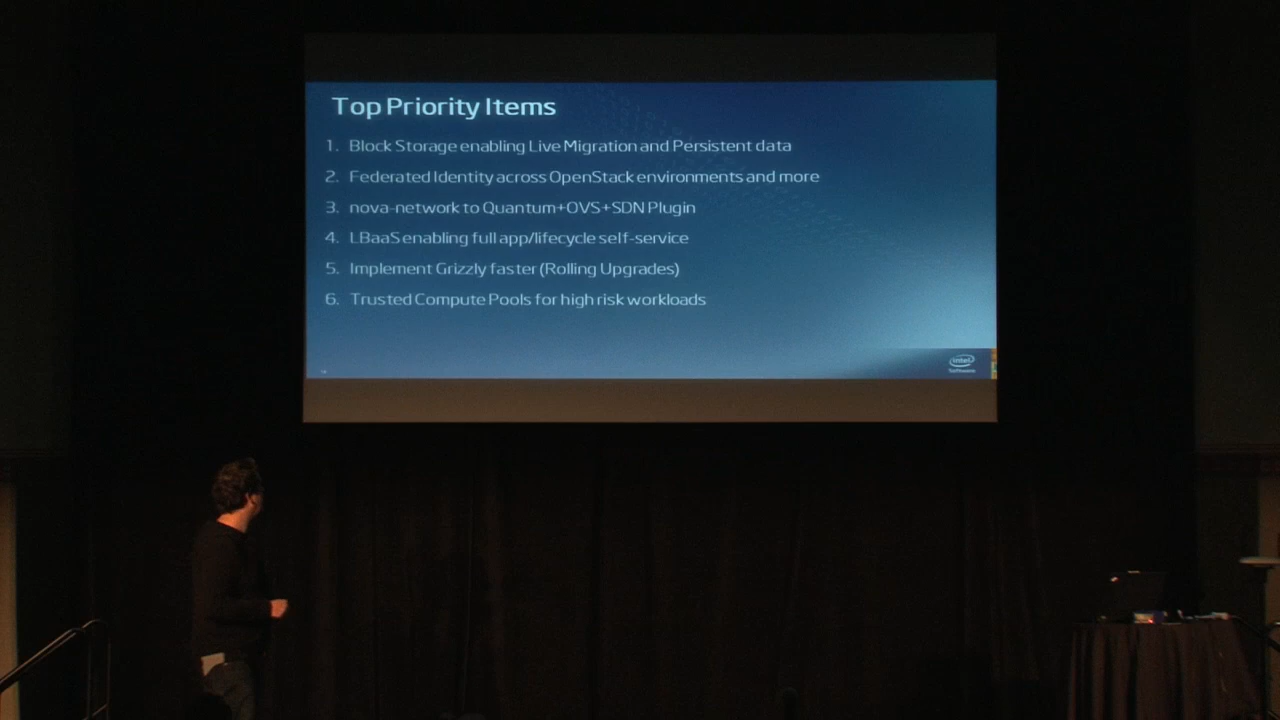 Top Priority Items
1. Block Storage enabling Live Migration and Persistent data
2. Federated Identity across OpenStack environments and more
3. nova-network to Quantum+OVS+SDN Plugin
4. LBaaS enabling full app/lifecycle self-service
5. Implement Grizzly faster (Rolling Upgrades)
6. Trusted Compute Pools for high risk workloads
intel
Software